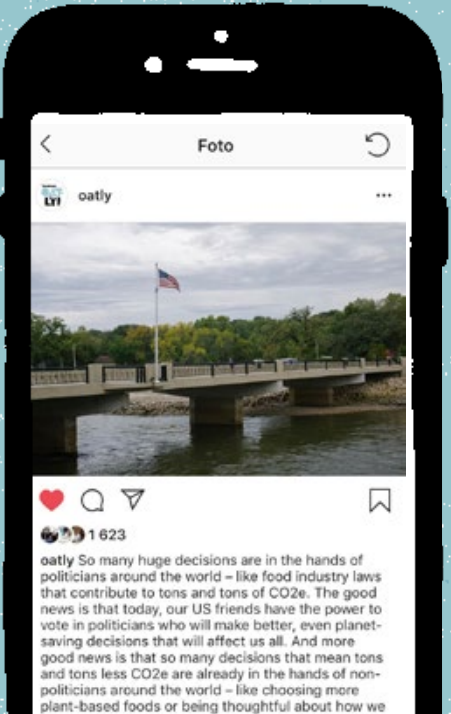 Foto
LY!
oatly
1 623
oatly So many huge decisions are in the hands of
politicians around the world – like food industry laws
that contribute to tons and tons of CO2e. The good
news is that today, our US friends have the power to
vote in politicians who will make better, even planet-
saving decisions that will affect us all. And more
good news is that so many decisions that mean tons
and tons less CO2e are already in the hands of non-
politicians around the world – like choosing more
plant-based foods or being thoughtful about how we